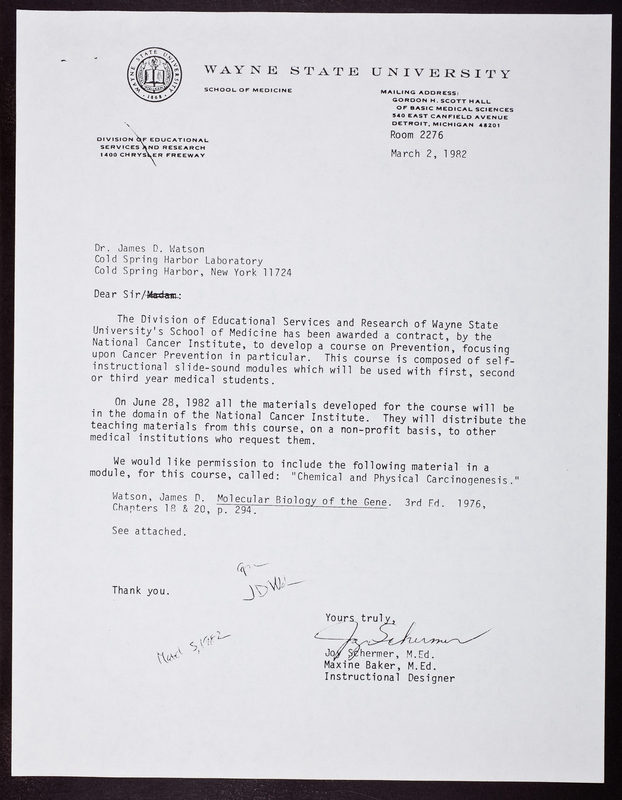 WAYNE STATE UNIVERSITY
WAYNE STATE UNIVERSITY
1868
SCHOOL OF MEDICINE
MAILING ADDRESS:
GORDON H. SCOTT HALL
OF BASIC MEDICAL SCIENCES
540 EAST CANFIELD AVENUE
DETROIT, MICHIGAN 48201
Room 2276
DIVISION OF EDUCATIONAL
SERVICES AND RESEARCH
1400 CHRYSLER FREEWAY
March 2, 1982
Dr. James D. Watson
Cold Spring Harbor Laboratory
Cold Spring Harbor, New York 11724
Dear Sir/Madam:
The Division of Educational Services and Research of Wayne State
University's School of Medicine has been awarded a contract, by the
National Cancer Institute, to develop a course on Prevention, focusing
upon Cancer Prevention in particular. This course is composed of self-
instructional slide-sound modules which will be used with first, second
or third year medical students.
On June 28, 1982 all the materials developed for the course will be
in the domain of the National Cancer Institute. They will distribute the
teaching materials from this course, on a non-profit basis, to other
medical institutions who request them.
We would like permission to include the following material in a
module, for this course, called: "Chemical and Physical Carcinogenesis."
Watson, James D. Molecular Biology of the Gene. 3rd Ed. 1976,
Chapters 18 & 20, p. 294.
See attached.
Thank you.
March 5, 1982
Yours truly,
Joy Schermer
Joy Schermer, M.Ed.
Maxine Baker, M.Ed.
Instructional Designer